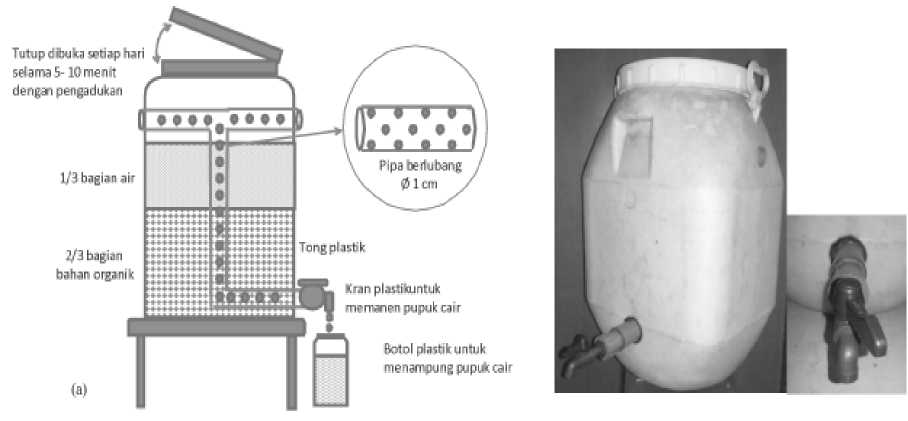 Tutup dibuka setiap hari
selama 5- 10 menit
dengan pengadukan
1/3 bagian air
2/3 bagian
bahan organik
Pipa berlubang
Ø 1 cm
Tong plastik
Kran plastikuntuk
memanen pupuk cair
Botol plastik untuk
menampung pupuk cair
(a)